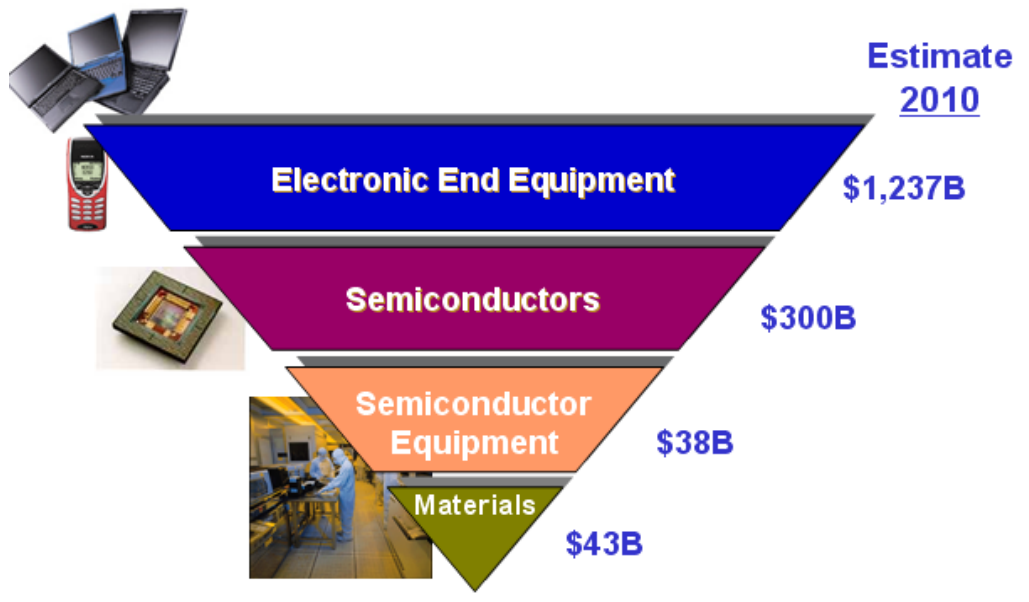 Estimate
2010
Electronic End Equipment
$1,237B
Semiconductors
$300B
Semiconductor
Equipment
$38B
Materials
$43B